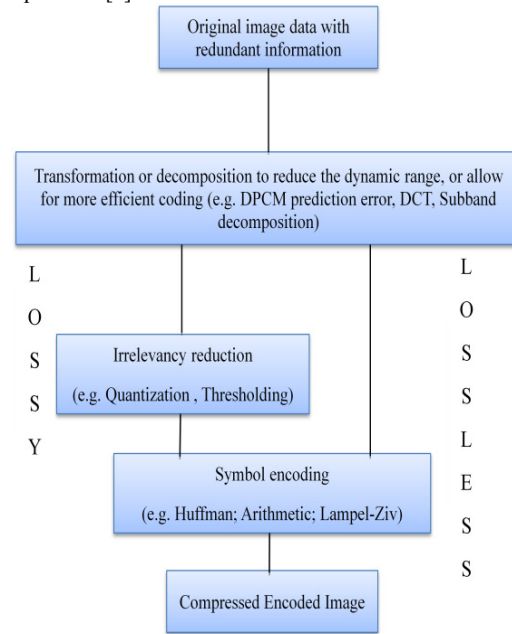 Original image data with
redundant information
Transformation or decomposition to reduce the dynamic range, or allow
for more efficient coding (e.g. DPCM prediction error, DCT, Subband
decomposition)
L
O
S
S
Y
L
O
S
S
L
E
S
S
Irrelevancy reduction
(e.g. Quantization , Thresholding)
Symbol encoding
(e.g. Huffman; Arithmetic; Lampel-Ziv)
Compressed Encoded Image